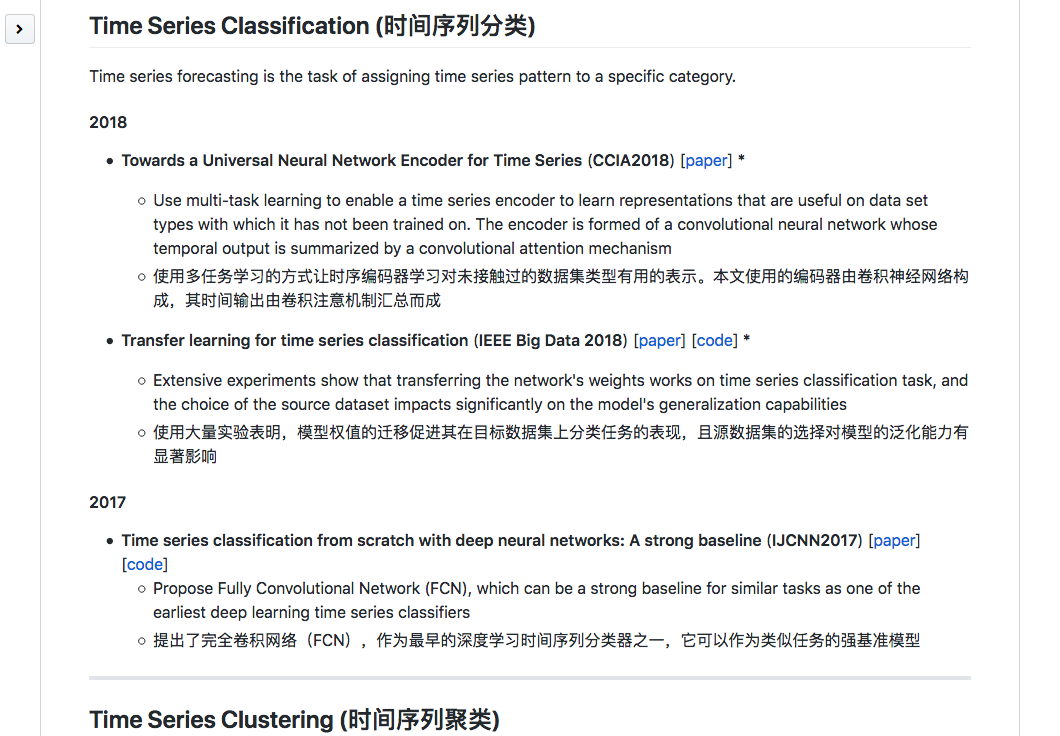 Time Series Classification (时间序列分类)
Time series forecasting is the task of assigning time series pattern to a specific category.
2018
Towards a Universal Neural Network Encoder for Time Series (CCIA2018) [paper] *
Use multi-task learning to enable a time series encoder to learn representations that are useful on data set
types with which it has not been trained on. The encoder is formed of a convolutional neural network whose
temporal output is summarized by a convolutional attention mechanism
使用多任务学习的方式让时序编码器学习对未接触过的数据集类型有用的表示。本文使用的编码器由卷积神经网络构
成，其时间输出由卷积注意机制汇总而成
Transfer learning for time series classification (IEEE Big Data 2018) [paper] [code] *
Extensive experiments show that transferring the network's weights works on time series classification task, and
the choice of the source dataset impacts significantly on the model's generalization capabilities
使用大量实验表明，模型权值的迁移促进其在目标数据集上分类任务的表现，且源数据集的选择对模型的泛化能力有
显著影响
2017
Time series classification from scratch with deep neural networks: A strong baseline (IJCNN2017) [paper]
[code]
Propose Fully Convolutional Network (FCN), which can be a strong baseline for similar tasks as one of the
earliest deep learning time series classifiers
提出了完全卷积网络（FCN），作为最早的深度学习时间序列分类器之一，它可以作为类似任务的强基准模型
Time Series Clustering (时间序列聚类)